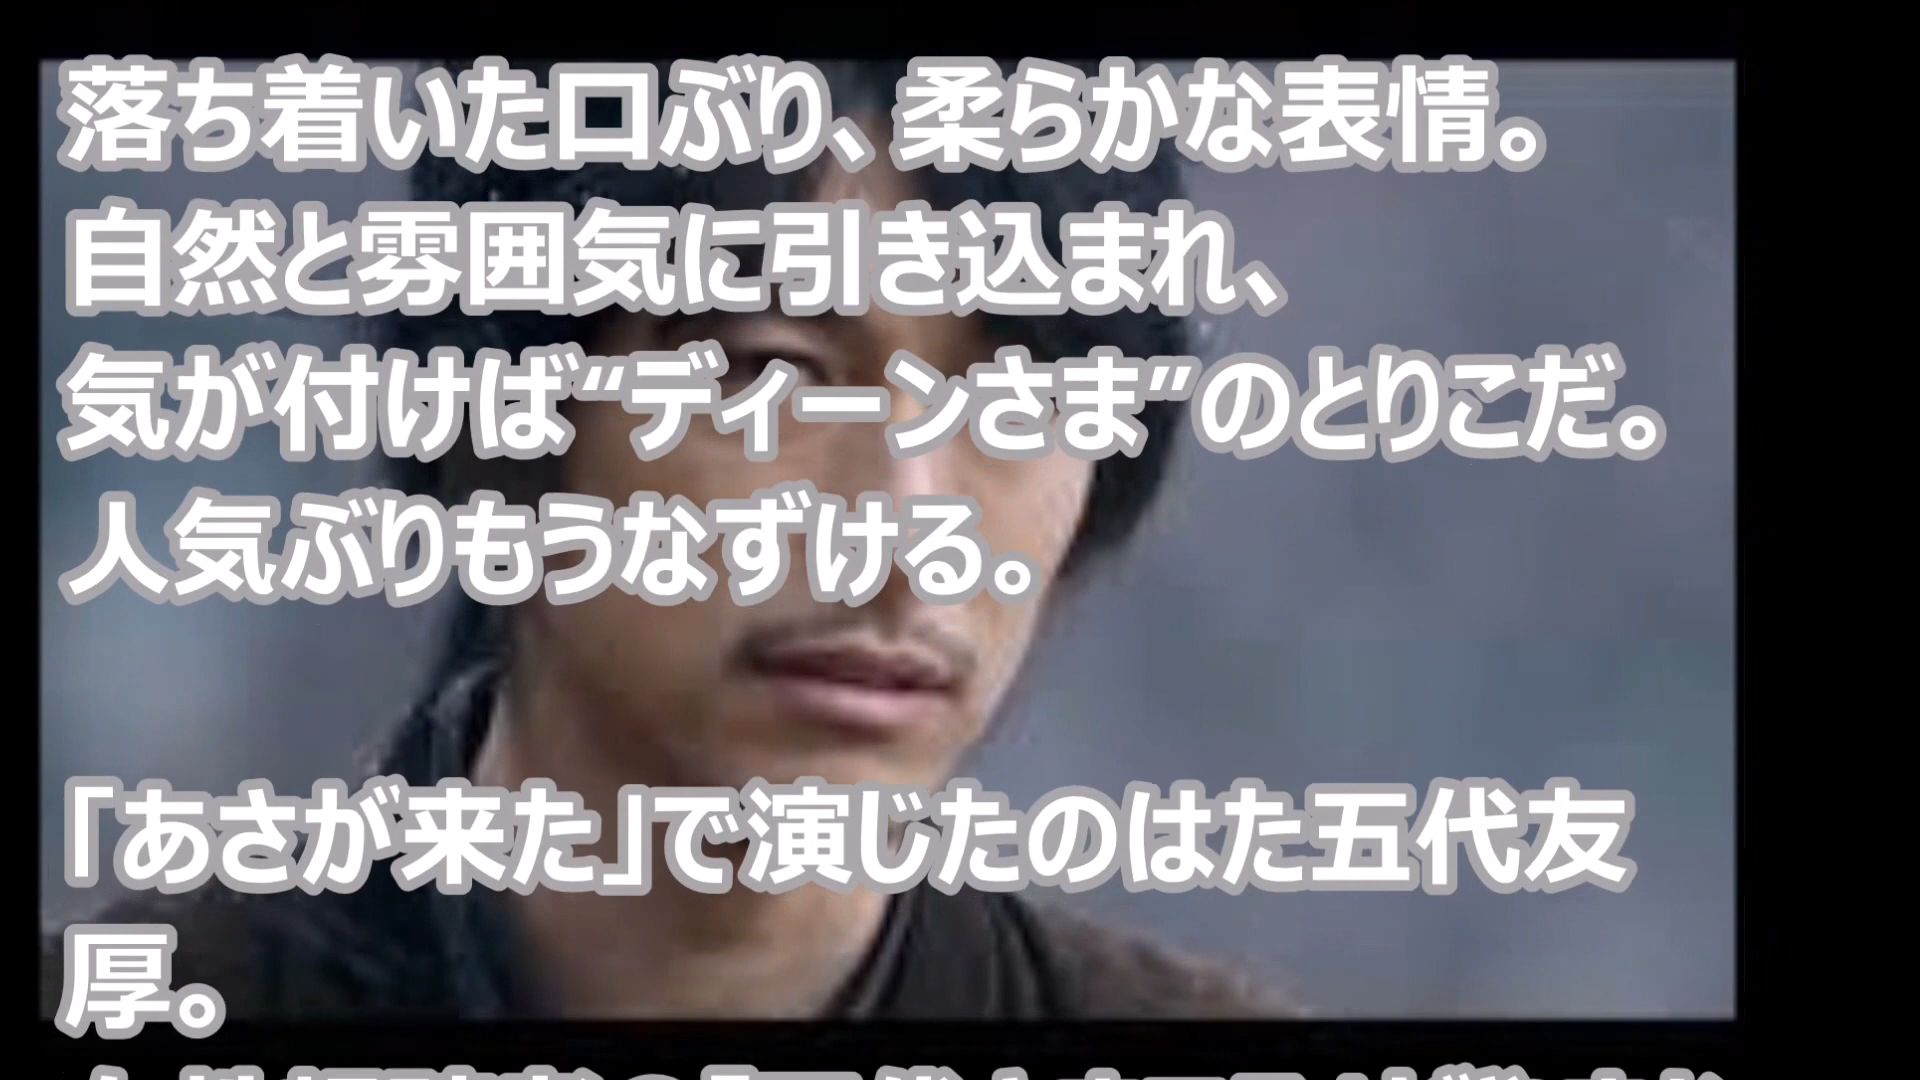 落ち着いた口ぶり、柔らかな表情。
自然と雰囲気に引き込まれ、
気が付けば“ディーンさま”のとりこだ。
人気ぶりもうなずける。
「あさが来た」で演じたのはた五代友
厚。